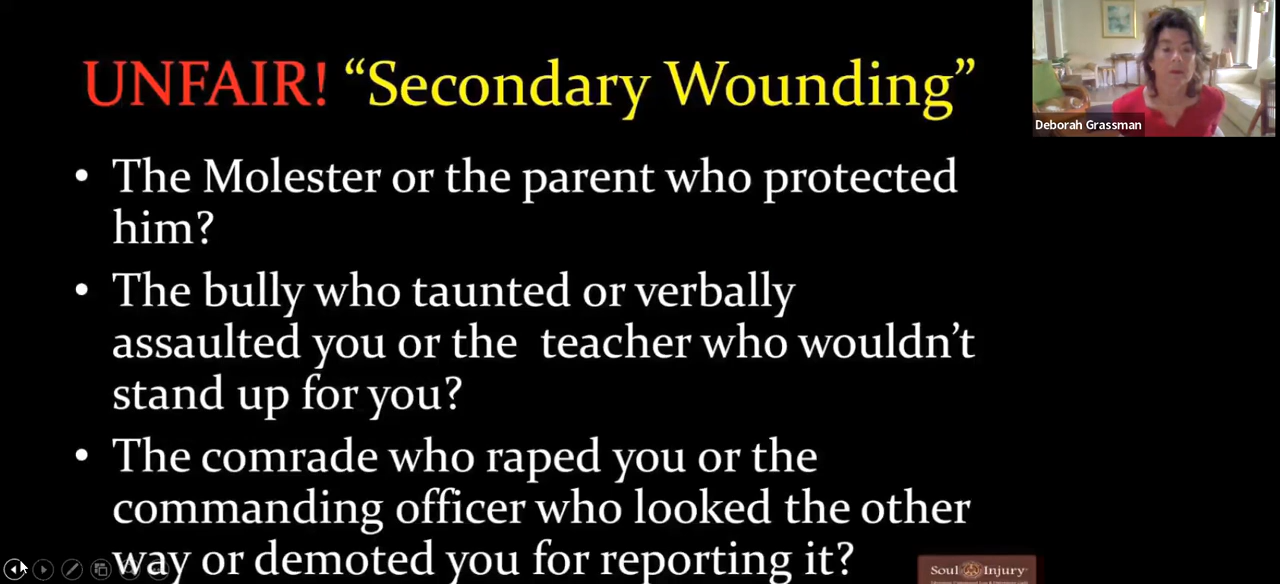 UNFAIR! “Secondary Wounding”
Deborah Grassman
• The Molester or the parent who protected
him?
• The bully who taunted or verbally
assaulted you or the  teacher who wouldn’t
stand up for you?
• The comrade who raped you or the
commanding officer who looked the other
way or demoted you for reporting it?
Soul Injury